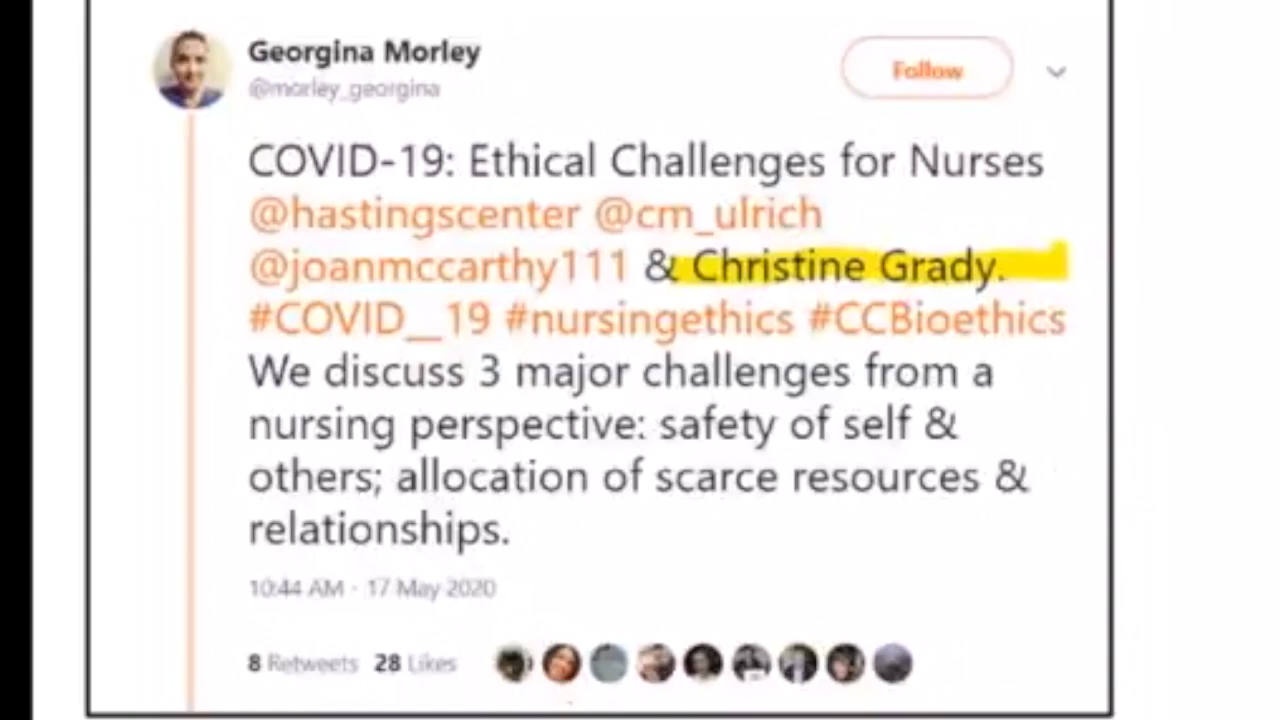 Georgina Morley
@morley_georgina
Follow
COVID-19: Ethical Challenges for Nurses
@hastingscenter @cm_ulrich
@joanmccarthy111 & Christine Grady.
#COVID__19 #nursingethics #CCBioethics
We discuss 3 major challenges from a
nursing perspective: safety of self &
others; allocation of scarce resources &
relationships.
10:44 AM - 17 May 2020
8 Retweets 28 Likes